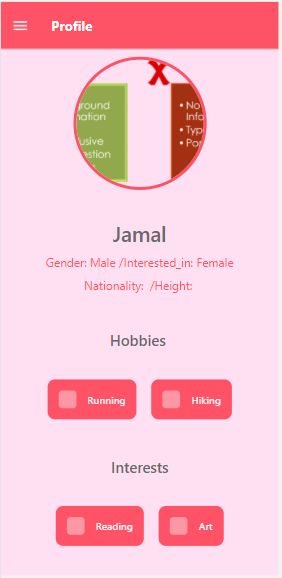 Profile
X
ground
nation
usive
estion
• No
Info
• Typ
• Po
Jamal
Gender: Male /Interested_in: Female
Nationality:  /Height:
Hobbies
Running
Hiking
Interests
Reading
Art